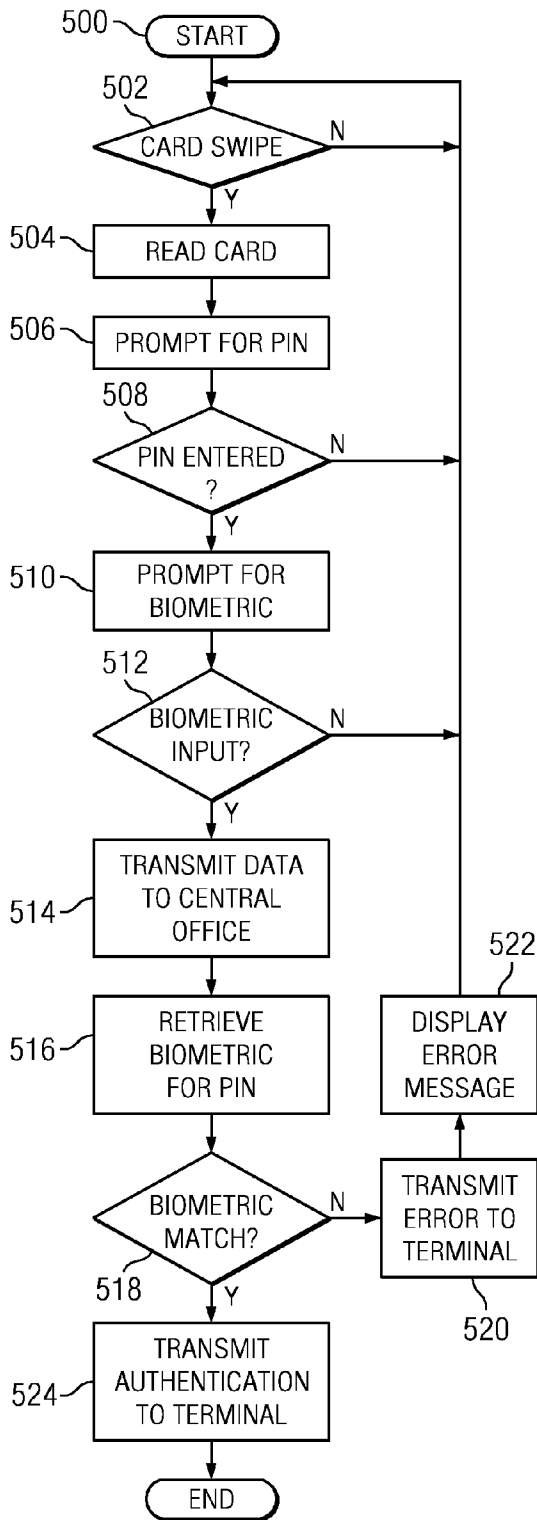 500
START
502
CARD SWIPE
N
Y
504
READ CARD
506
PROMPT FOR PIN
508
PIN ENTERED
?
N
Y
510
PROMPT FOR
BIOMETRIC
512
BIOMETRIC
INPUT?
N
Y
514
TRANSMIT DATA
TO CENTRAL
OFFICE
516
RETRIEVE
BIOMETRIC
FOR PIN
522
DISPLAY
ERROR
MESSAGE
BIOMETRIC
MATCH?
518
N
Y
TRANSMIT
ERROR TO
TERMINAL
520
524
TRANSMIT
AUTHENTICATION
TO TERMINAL
END